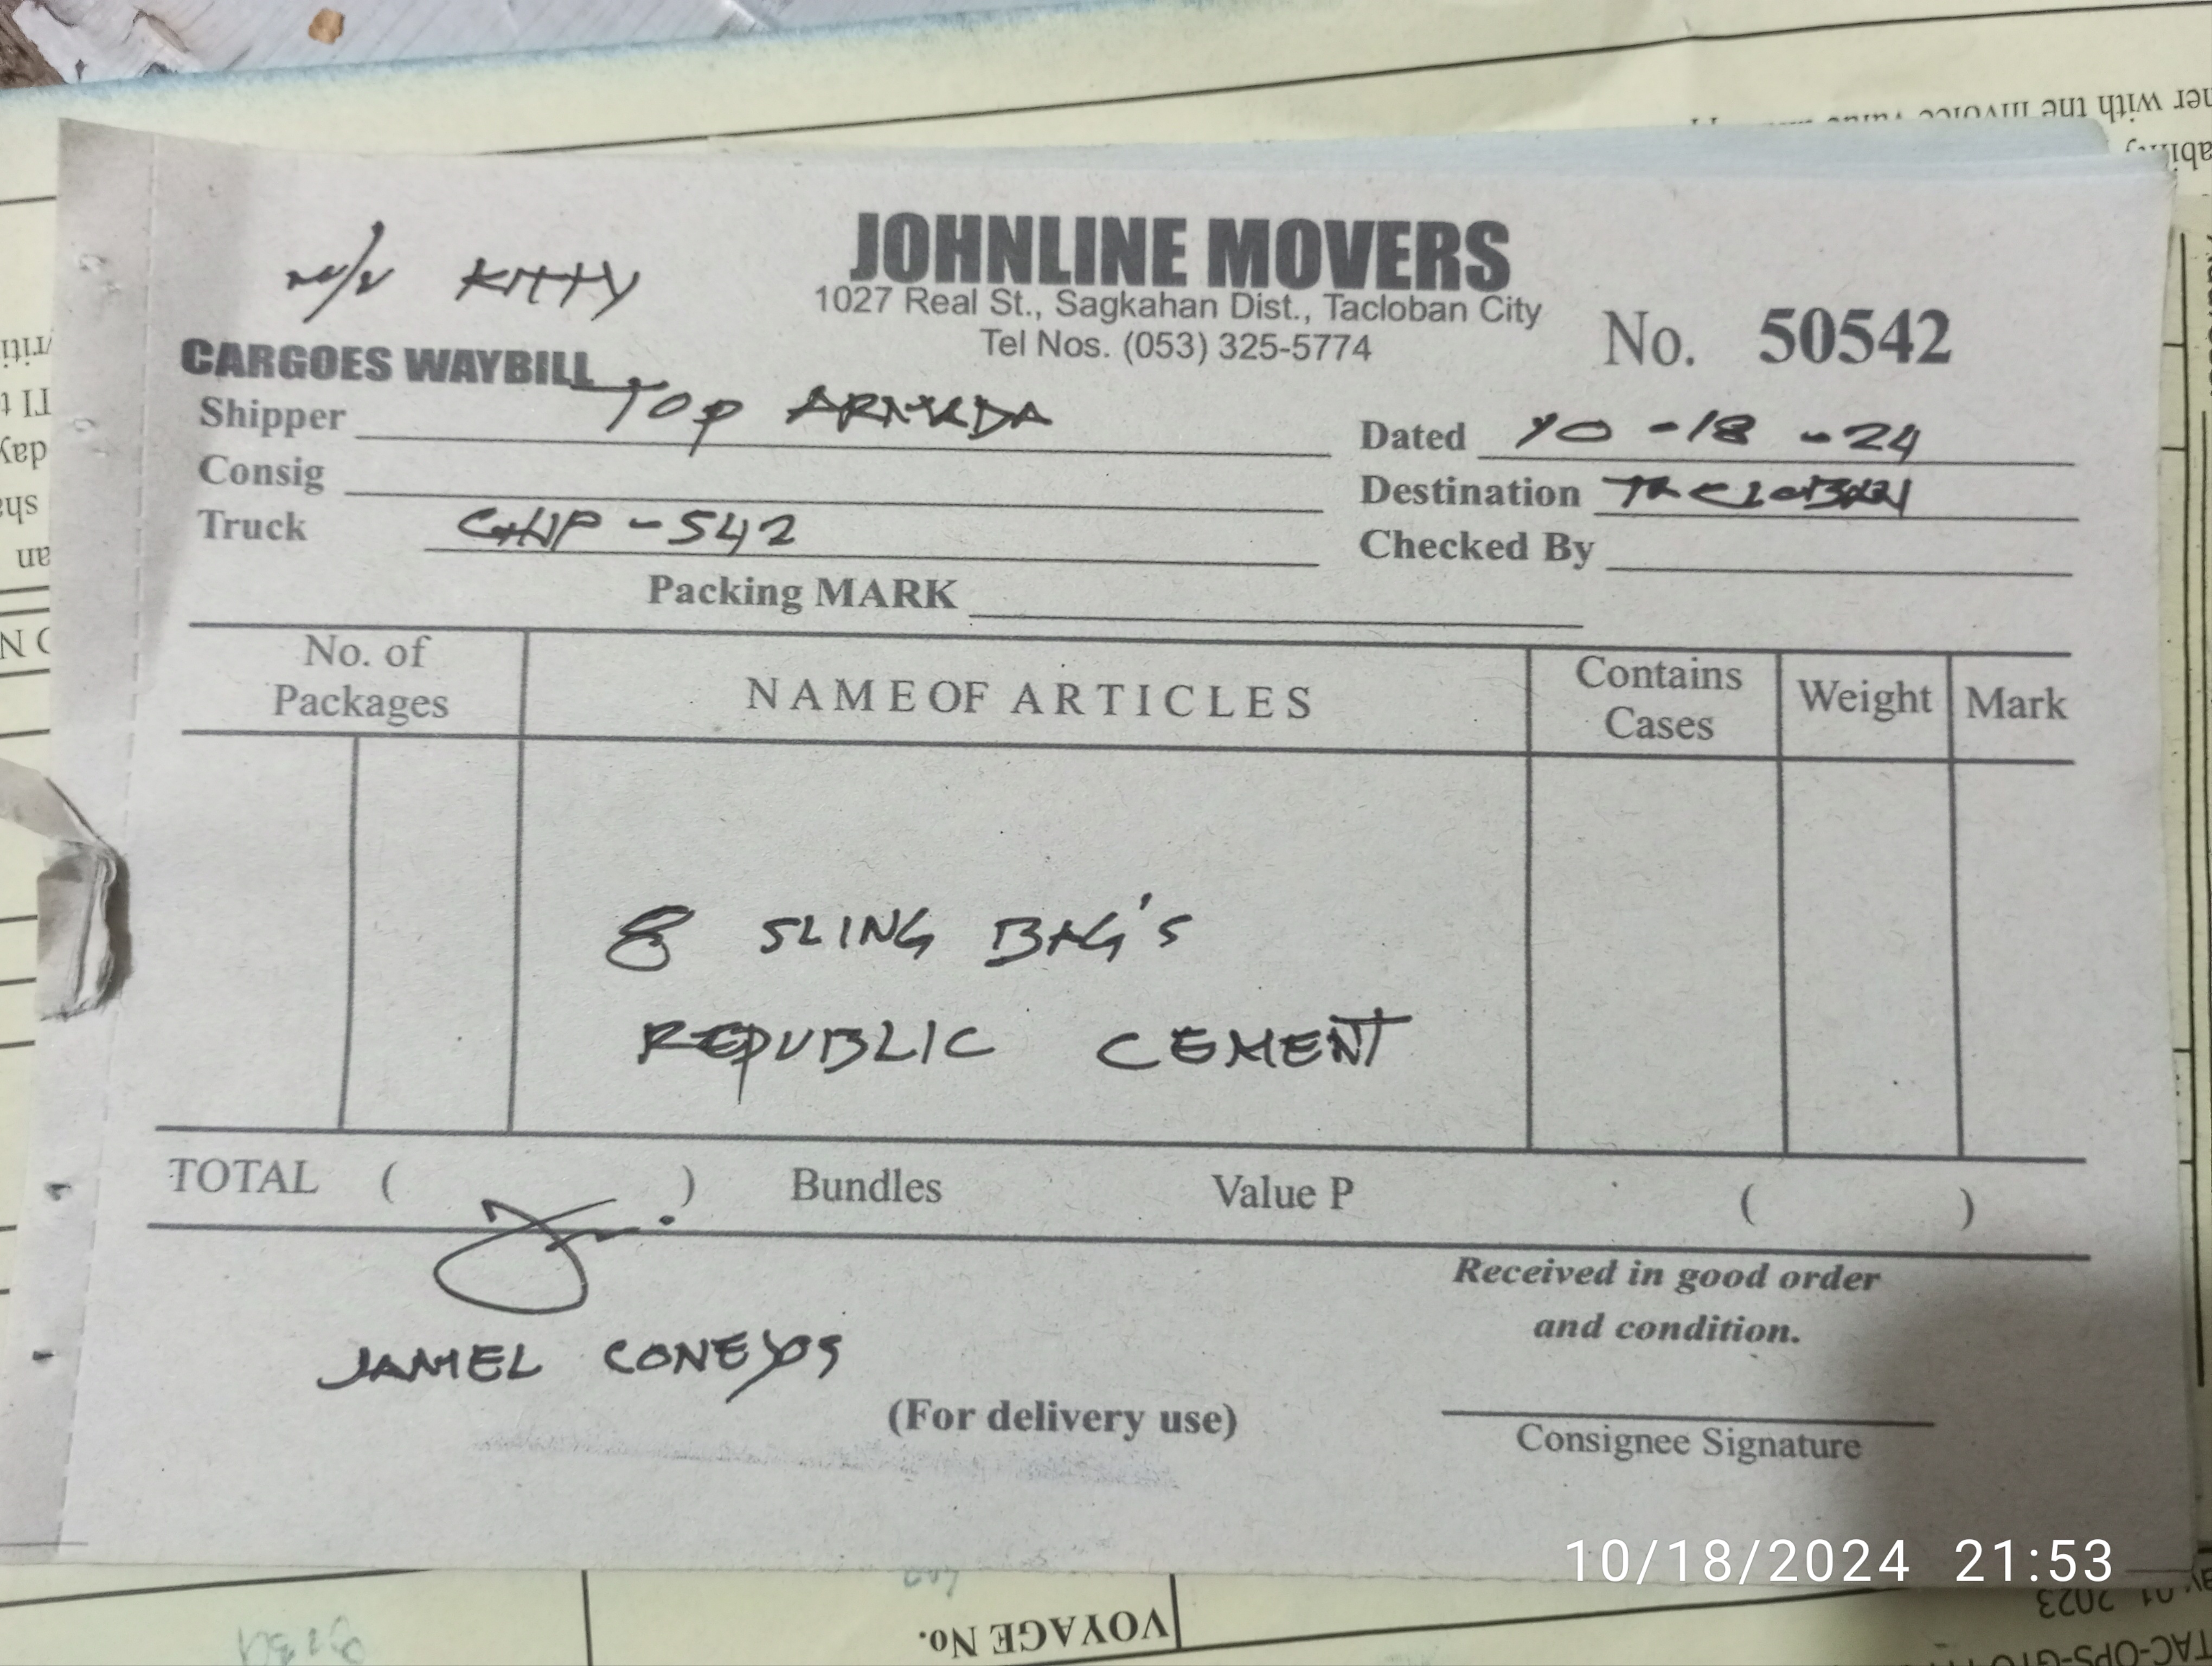 M/V KITTY
JOHNLINE MOVERS
1027 Real St., Sagkahan Dist., Tacloban City
Tel Nos. (053) 325-5774
No. 50542
CARGOES WAYBILL
Shipper Top ARMADA
Dated 10-18-24
Consig
Destination TACLOBAN
Truck -542
Checked By
Packing MARK
No. of Packages
NAME OF ARTICLES
Contains Cases
Weight
Mark
8 SLING BAG'S
REPUBLIC CEMENT
TOTAL ( ) Bundles Value P ( )
Received in good order
and condition.
JAMEL
(For delivery use)
Consignee Signature
10/18/2024 21:53
VOYAGE No.